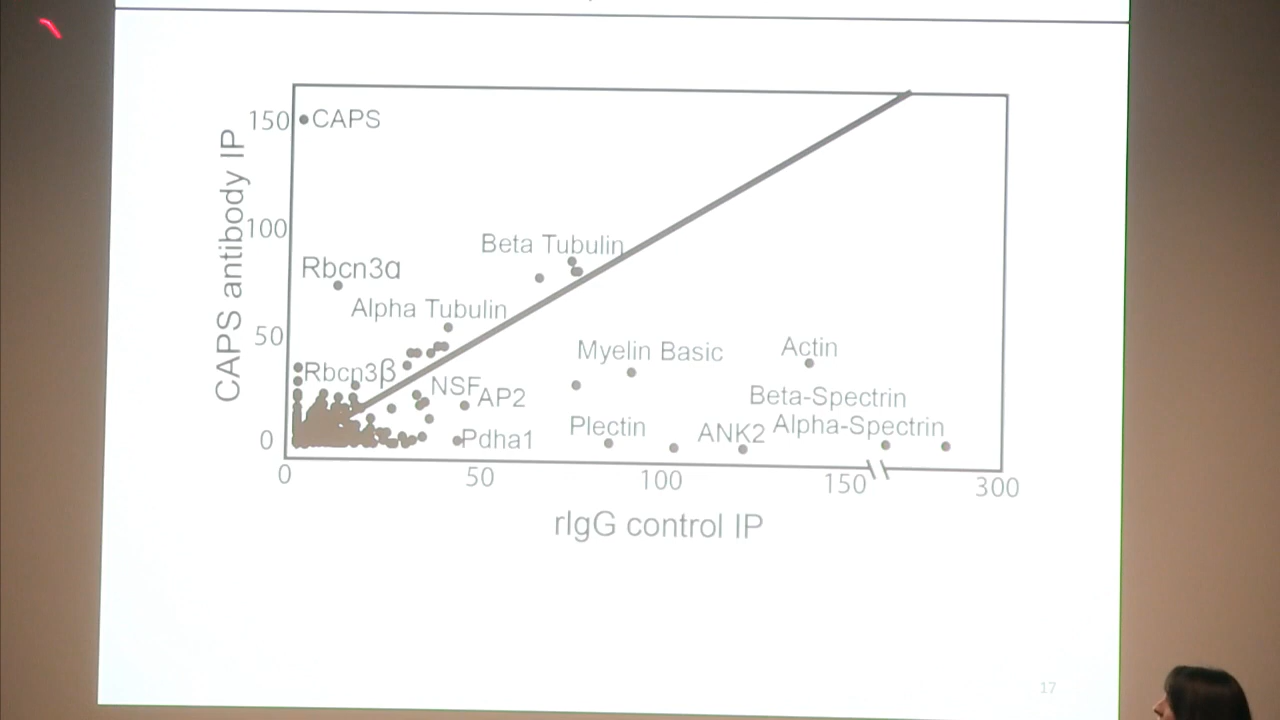 150
CAPS
100
Beta Tubulin
Rbcn3α
Alpha Tubulin
50
Myelin Basic
Actin
Rbcn3β
NSF
AP2
Beta-Spectrin
0
Pdha1
Plectin
ANK2
Alpha-Spectrin
0
50
100
150
300
CAPS antibody IP
rIgG control IP
17